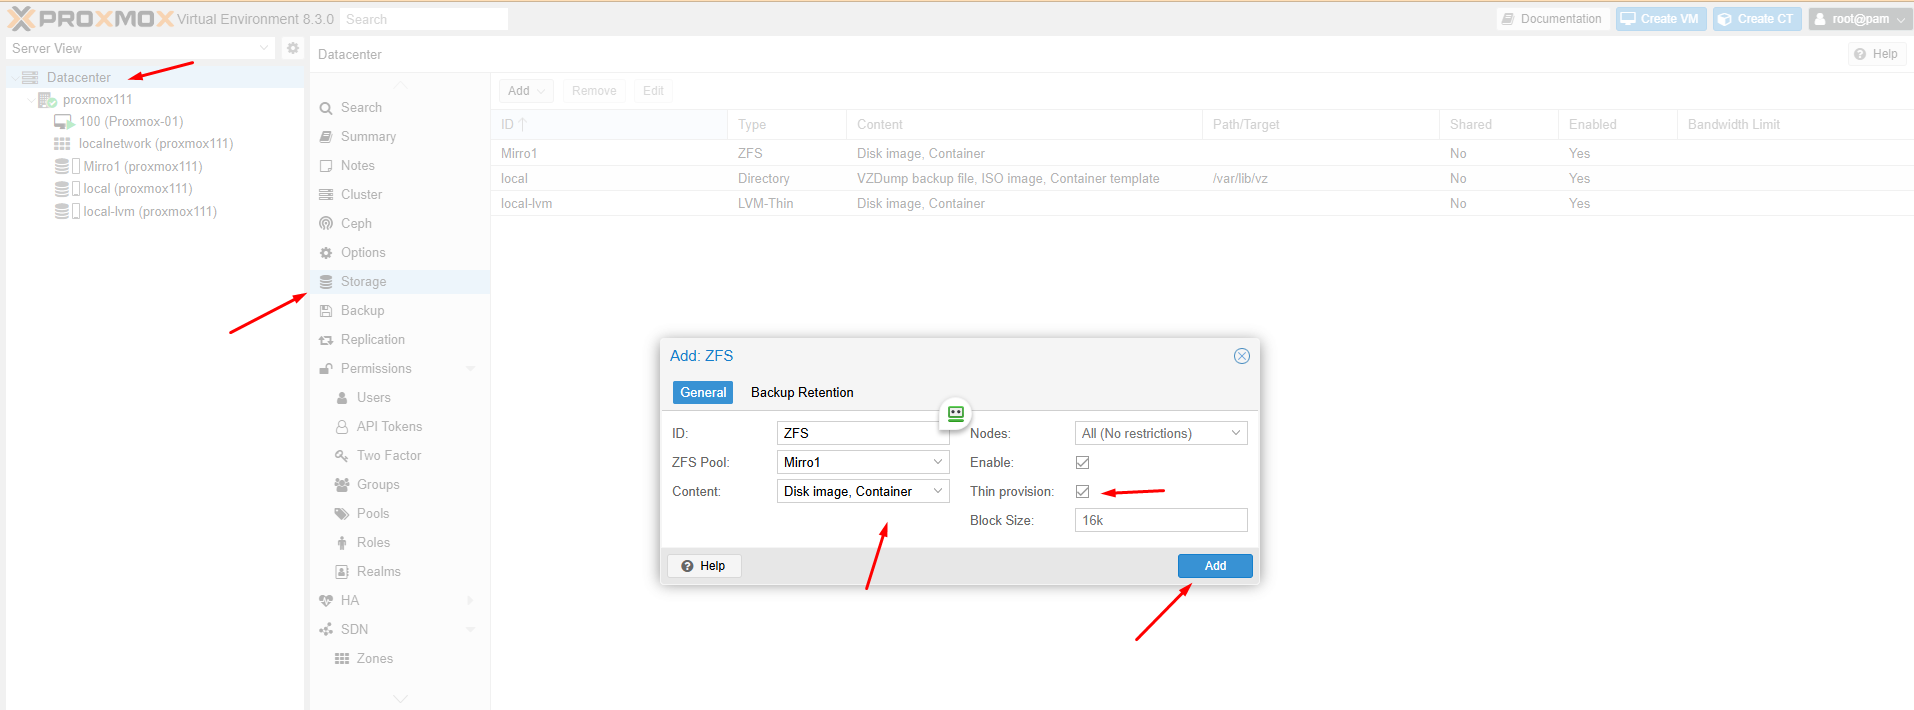 PROXMOX Virtual Environment 8.3.0 Search Documentation Create VM Create CT root@pam
Server View
Datacenter
proxmox111
100 (Proxmox-01)
localnetwork (proxmox111)
Mirro1 (proxmox111)
local (proxmox111)
local-lvm (proxmox111)
Datacenter Help
Search
Summary
Notes
Cluster
Ceph
Options
Storage
Backup
Replication
Permissions
Users
API Tokens
Two Factor
Groups
Pools
Roles
Realms
HA
SDN
Zones
Add Remove Edit
ID Type Content Path/Target Shared Enabled Bandwidth Limit
Mirro1 ZFS Disk image, Container No Yes
local Directory VZDump backup file, ISO image, Container template /var/lib/vz No Yes
local-lvm LVM-Thin Disk image, Container No Yes
Add: ZFS
General Backup Retention
ID: ZFS Nodes: All (No restrictions)
ZFS Pool: Mirro1 Enable:
Content: Disk image, Container Thin provision:
Block Size: 16k
Help Add